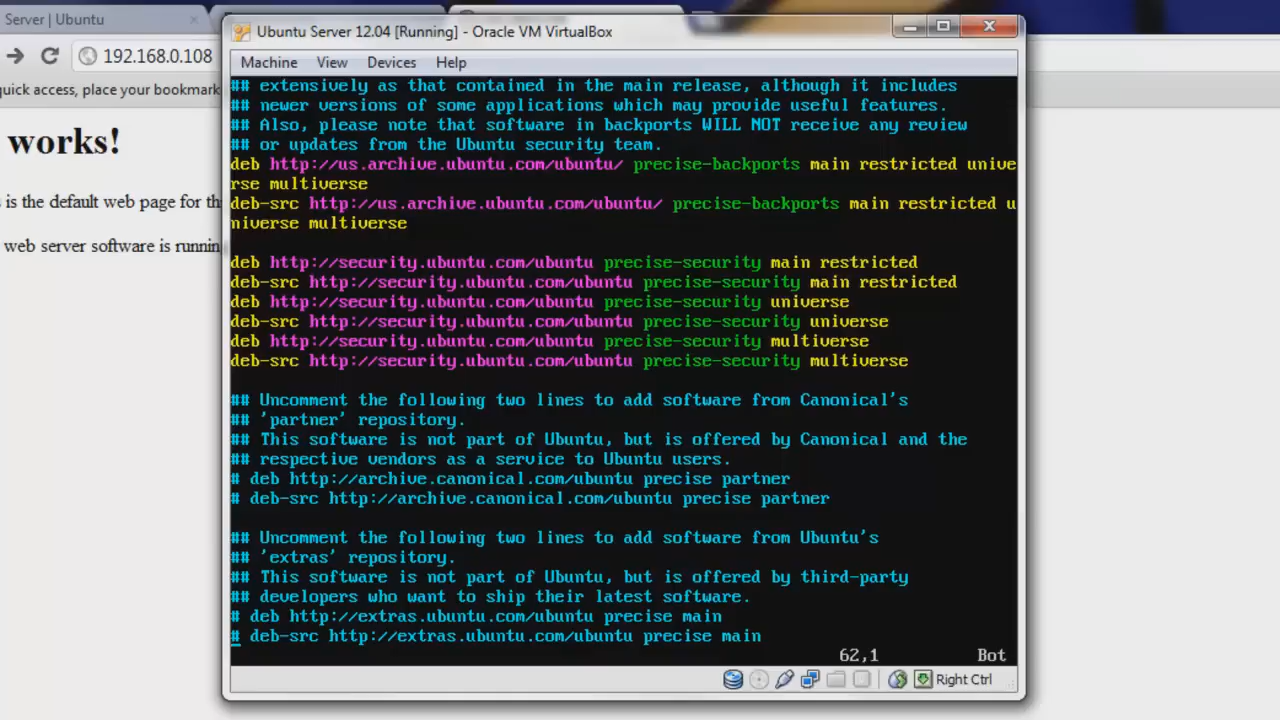 Server | Ubuntu
Ubuntu Server 12.04 [Running] - Oracle VM VirtualBox
192.168.0.108
Machine View Devices Help
quick access, place your bookmark
## extensively as that contained in the main release, although it includes
## newer versions of some applications which may provide useful features.
## Also, please note that software in backports WILL NOT receive any review
## or updates from the Ubuntu security team.
deb http://us.archive.ubuntu.com/ubuntu/ precise-backports main restricted unive
rse multiverse
deb-src http://us.archive.ubuntu.com/ubuntu/ precise-backports main restricted u
niverse multiverse
works!
s is the default web page for th
web server software is runnin
deb http://security.ubuntu.com/ubuntu precise-security main restricted
deb-src http://security.ubuntu.com/ubuntu precise-security main restricted
deb http://security.ubuntu.com/ubuntu precise-security universe
deb-src http://security.ubuntu.com/ubuntu precise-security universe
deb http://security.ubuntu.com/ubuntu precise-security multiverse
deb-src http://security.ubuntu.com/ubuntu precise-security multiverse
## Uncomment the following two lines to add software from Canonical's
## 'partner' repository.
## This software is not part of Ubuntu, but is offered by Canonical and the
## respective vendors as a service to Ubuntu users.
# deb http://archive.canonical.com/ubuntu precise partner
# deb-src http://archive.canonical.com/ubuntu precise partner
## Uncomment the following two lines to add software from Ubuntu's
## 'extras' repository.
## This software is not part of Ubuntu, but is offered by third-party
## developers who want to ship their latest software.
# deb http://extras.ubuntu.com/ubuntu precise main
# deb-src http://extras.ubuntu.com/ubuntu precise main
62,1 Bot
Right Ctrl